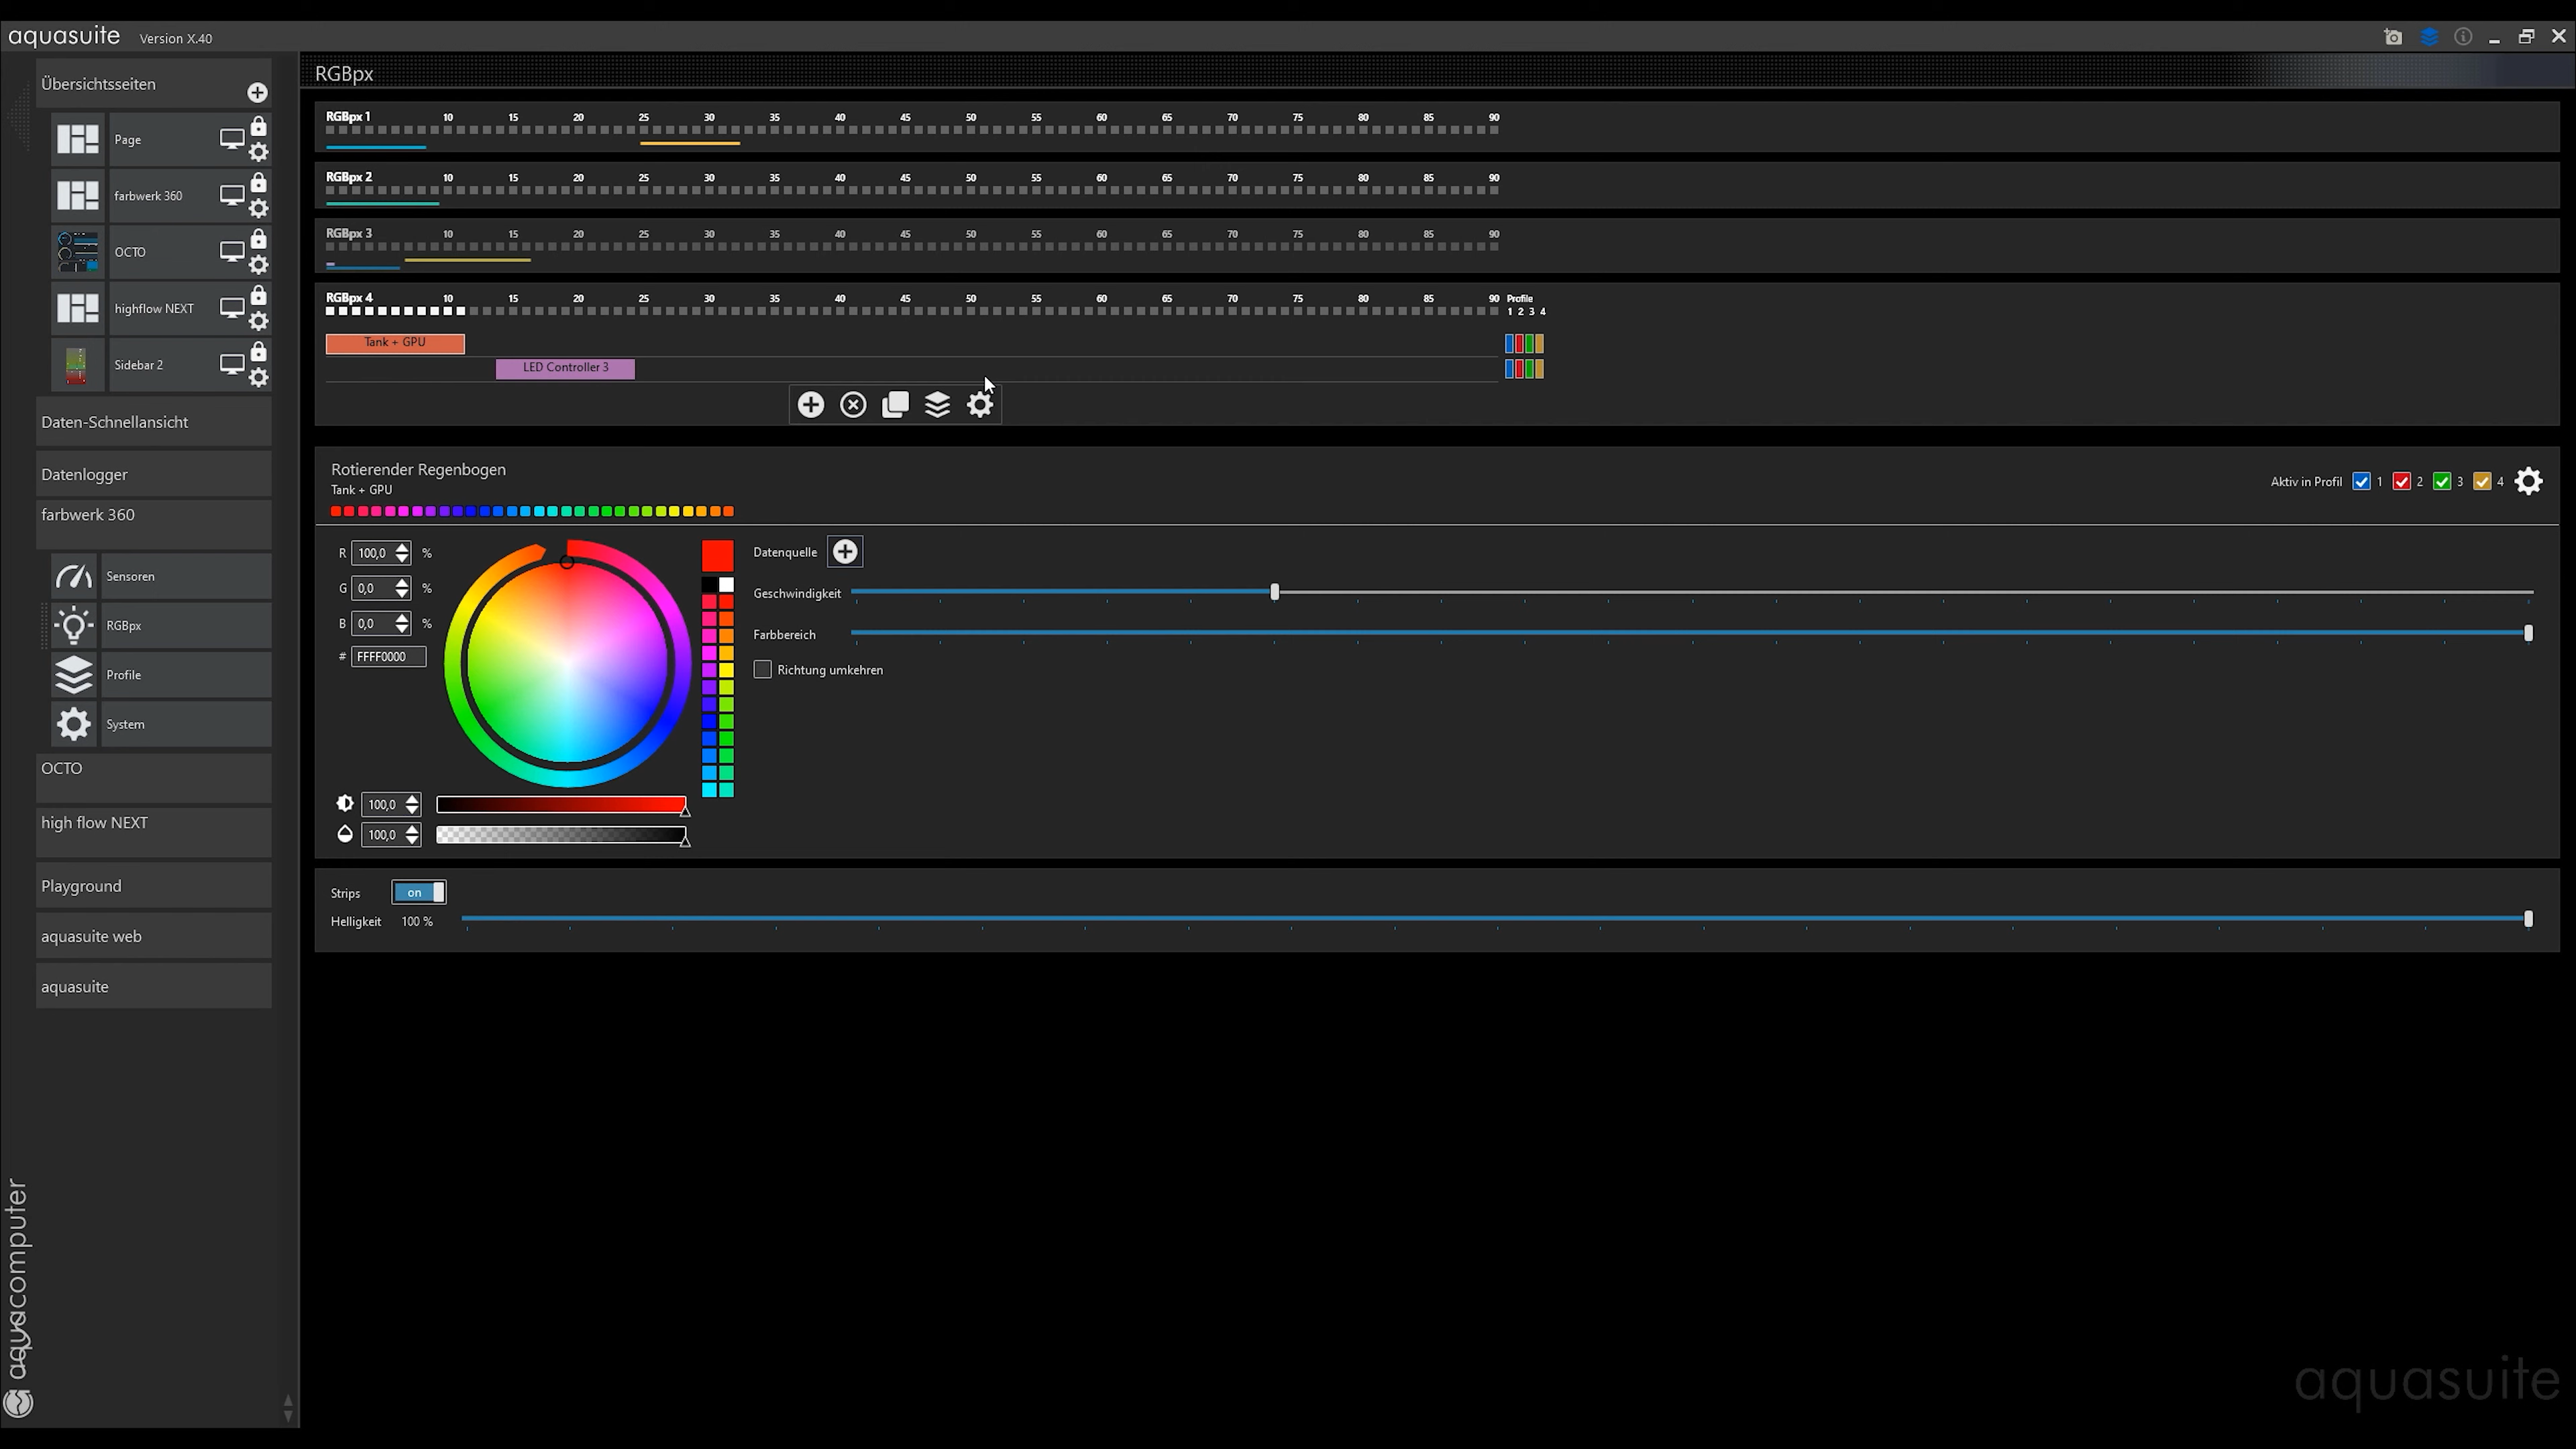 aquasuite Version X.40
Übersichtsseiten
Page
farbwerk 360
OCTO
highflow NEXT
Sidebar 2
Daten-Schnellansicht
Datenlogger
farbwerk 360
Sensoren
RGBpx
Profile
System
OCTO
high flow NEXT
Playground
aquasuite web
aquasuite
aquacomputer
RGBpx
RGBpx 1 10 15 20 25 30 35 40 45 50 55 60 65 70 75 80 85 90
RGBpx 2 10 15 20 25 30 35 40 45 50 55 60 65 70 75 80 85 90
RGBpx 3 10 15 20 25 30 35 40 45 50 55 60 65 70 75 80 85 90
RGBpx 4 10 15 20 25 30 35 40 45 50 55 60 65 70 75 80 85 90 Profile
1 2 3 4
Tank + GPU
LED Controller 3
Rotierender Regenbogen
Tank + GPU
Aktiv in Profil 1 2 3 4
R 100,0 %
G 0,0 %
B 0,0 %
# FFFF0000
100,0
100,0
Datenquelle
Geschwindigkeit
Farbbereich
Richtung umkehren
Strips on
Helligkeit 100 %
aquasuite